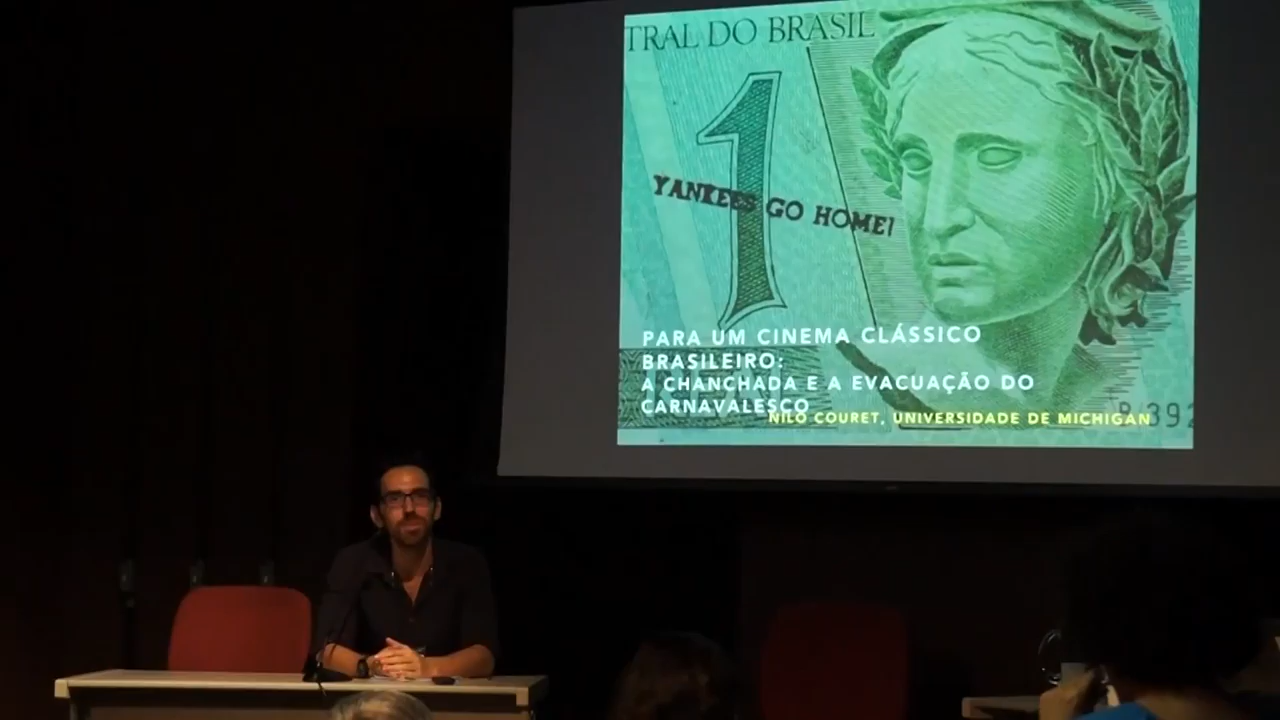 TRAL DO BRASIL
1
YANKEES GO HOME!
PARA UM CINEMA CLÁSSICO
BRASILEIRO:
A CHANCHADA E A EVACUAÇÃO DO
CARNAVALESCO
NILO COURET, UNIVERSIDADE DE MICHIGAN
392